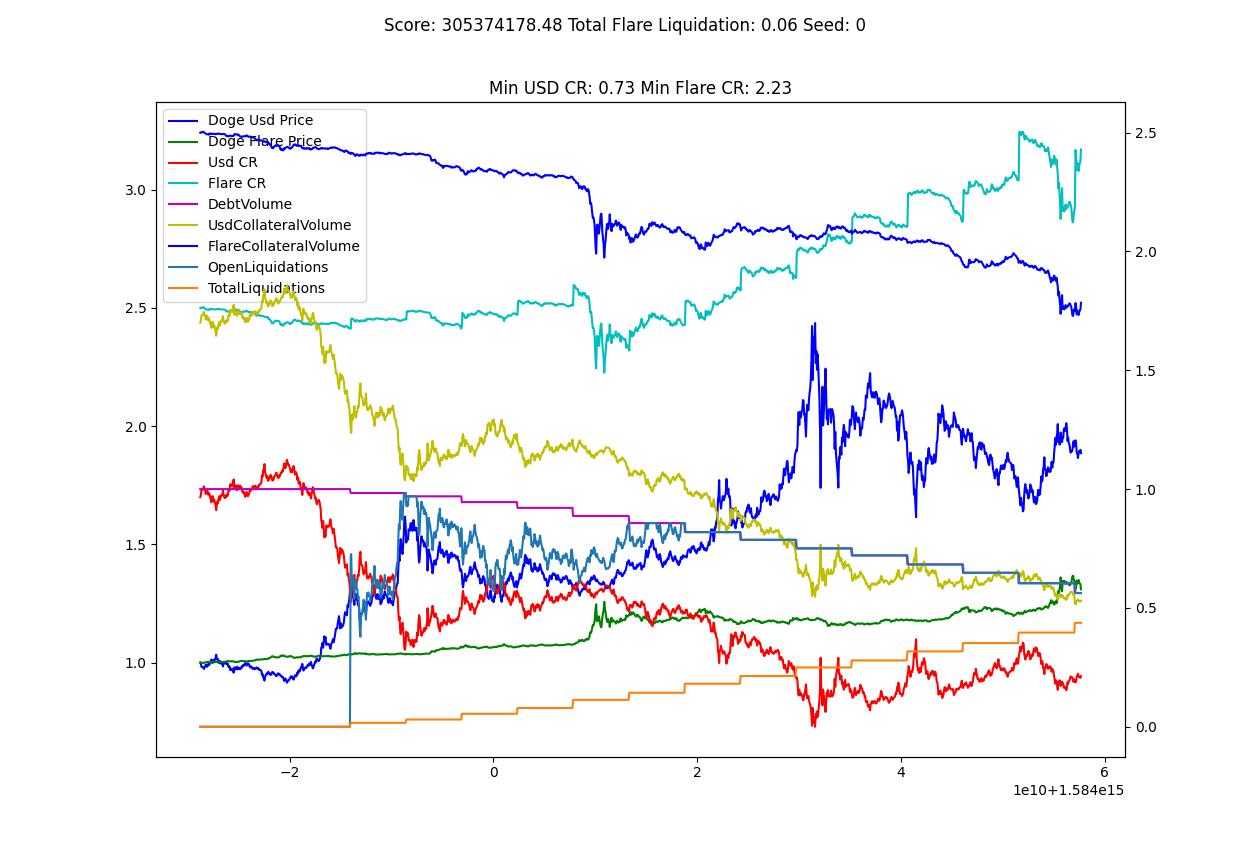 Score: 305374178.48 Total Flare Liquidation: 0.06 Seed: 0
Min USD CR: 0.73 Min Flare CR: 2.23
Doge Usd Price
Doge Flare Price
Usd CR
Flare CR
DebtVolume
UsdCollateralVolume
FlareCollateralVolume
OpenLiquidations
TotalLiquidations
3.0
2.5
2.0
1.5
1.0
2.5
2.0
1.5
1.0
0.5
0.0
−2 0 2 4 6
1e10+1.584e15